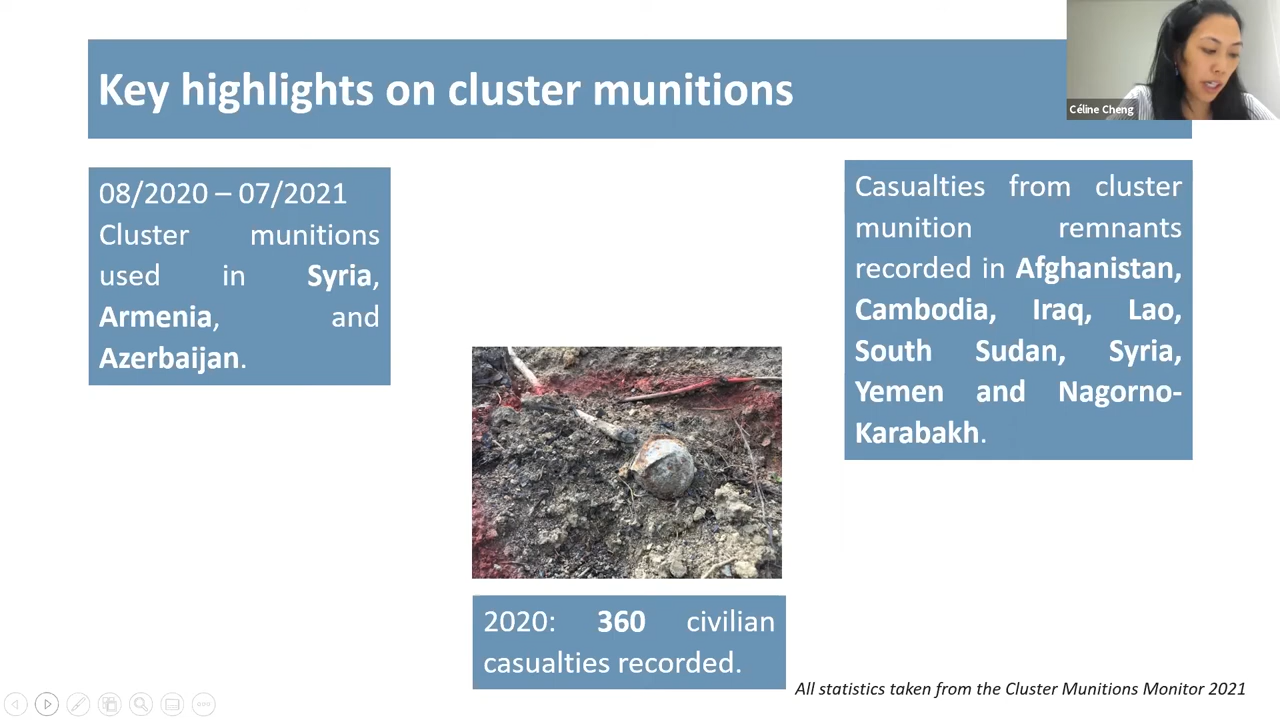 Key highlights on cluster munitions
Céline Cheng
08/2020 – 07/2021
Cluster munitions
used in Syria,
Armenia, and
Azerbaijan.
Casualties from cluster
munition remnants
recorded in Afghanistan,
Cambodia, Iraq, Lao,
South Sudan, Syria,
Yemen and Nagorno-
Karabakh.
2020: 360 civilian
casualties recorded.
All statistics taken from the Cluster Munitions Monitor 2021